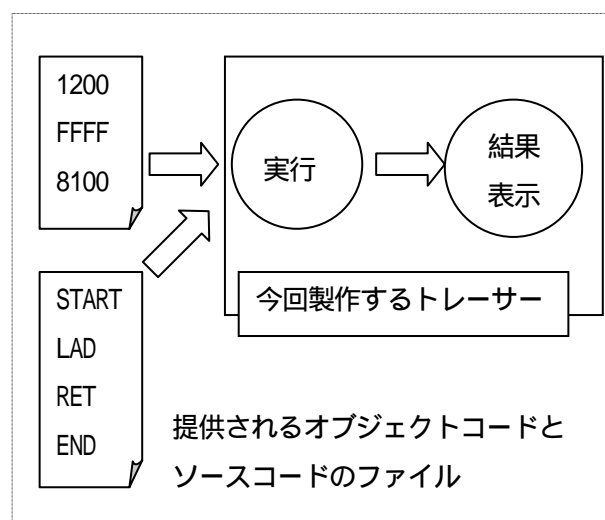 1200
FFFF
8100
実行
結果
表示
今回製作するトレーサー
START
LAD
RET
END
提供されるオブジェクトコードと
ソースコードのファイル